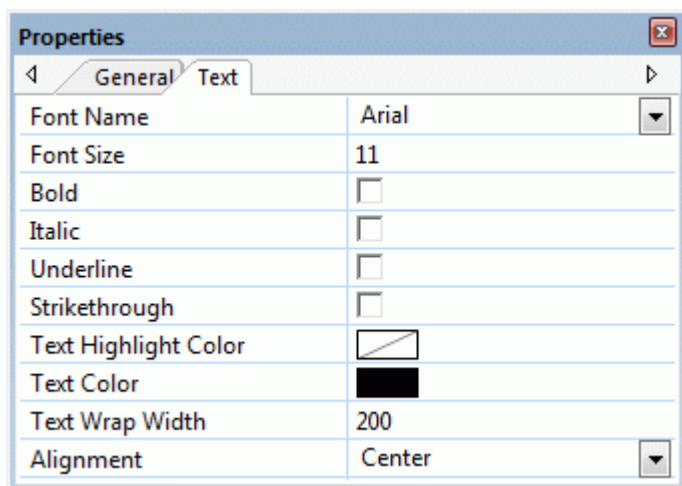 Properties
General Text
Font Name Arial
Font Size 11
Bold
Italic
Underline
Strikethrough
Text Highlight Color
Text Color
Text Wrap Width 200
Alignment Center